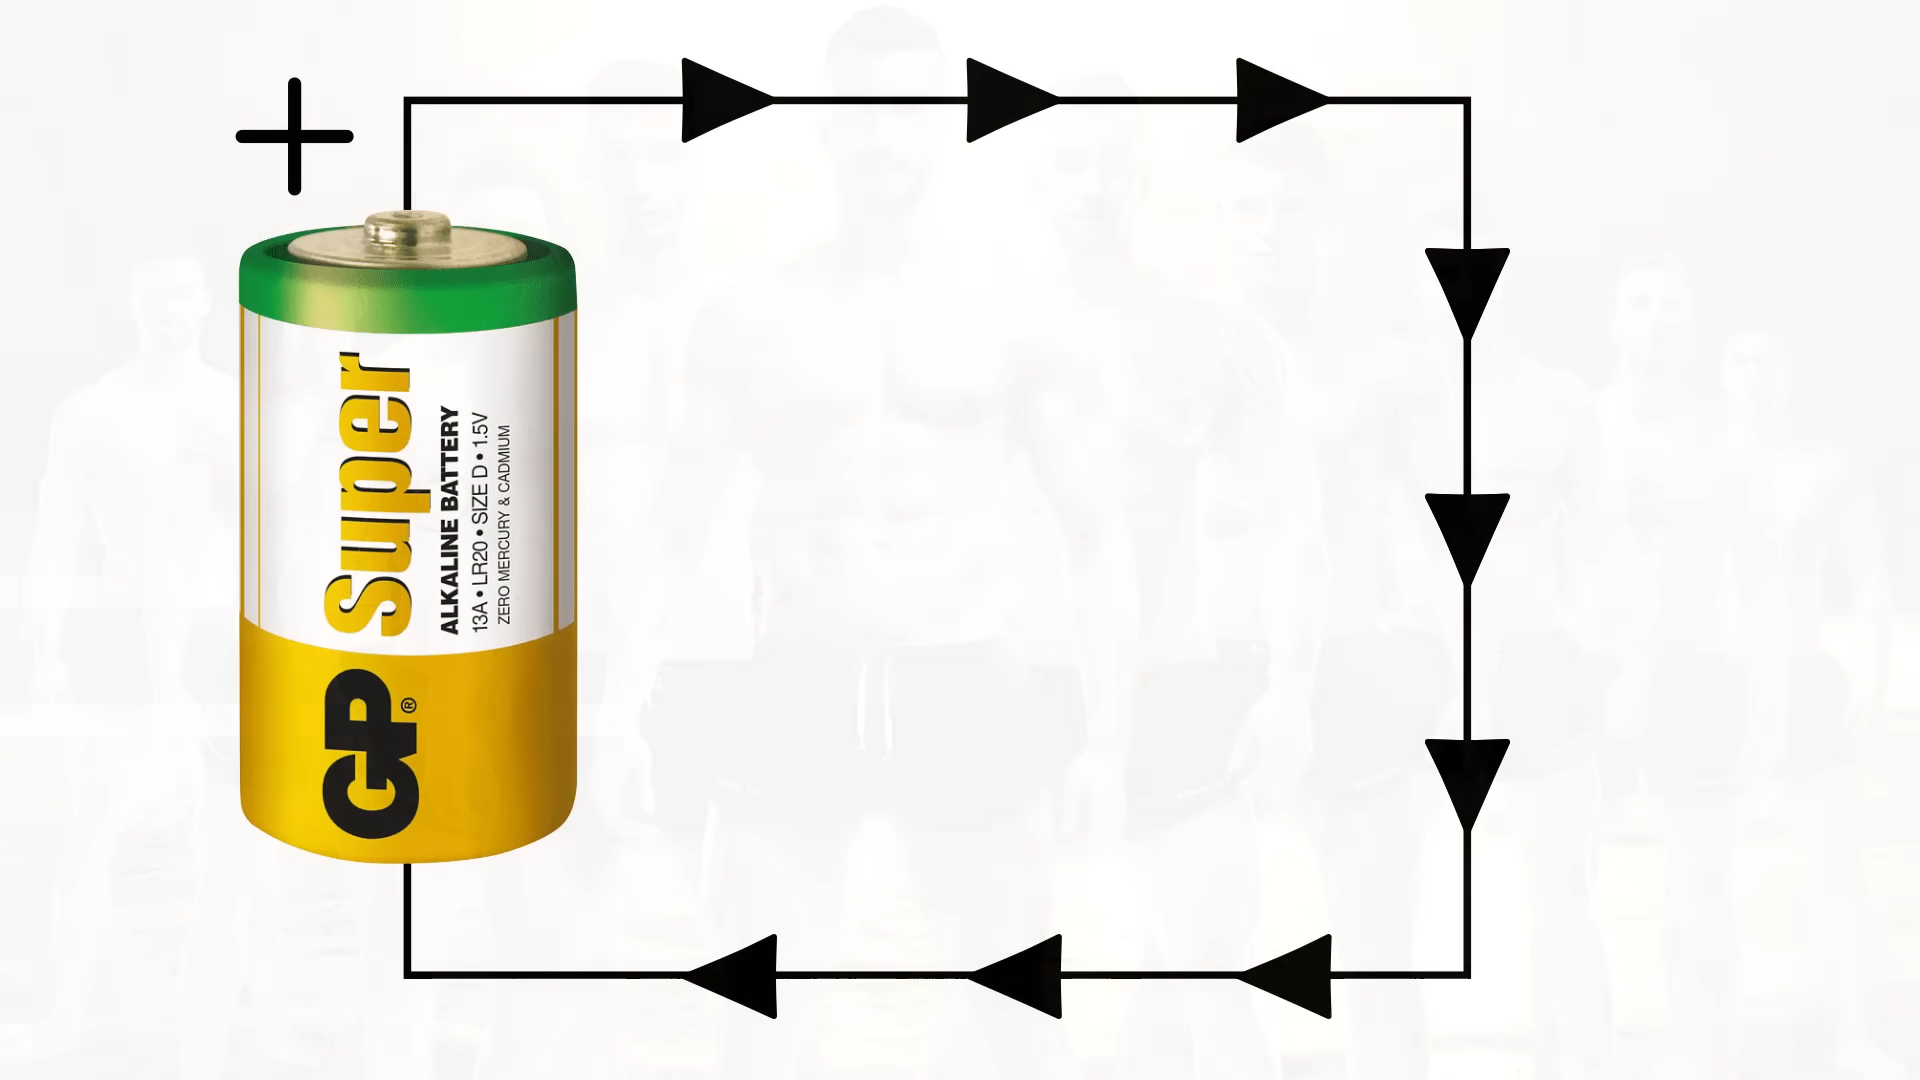 +
Super
ALKALINE BATTERY
13A • LR20 • SIZE D • 1.5V
ZERO MERCURY & CADMIUM
GP®